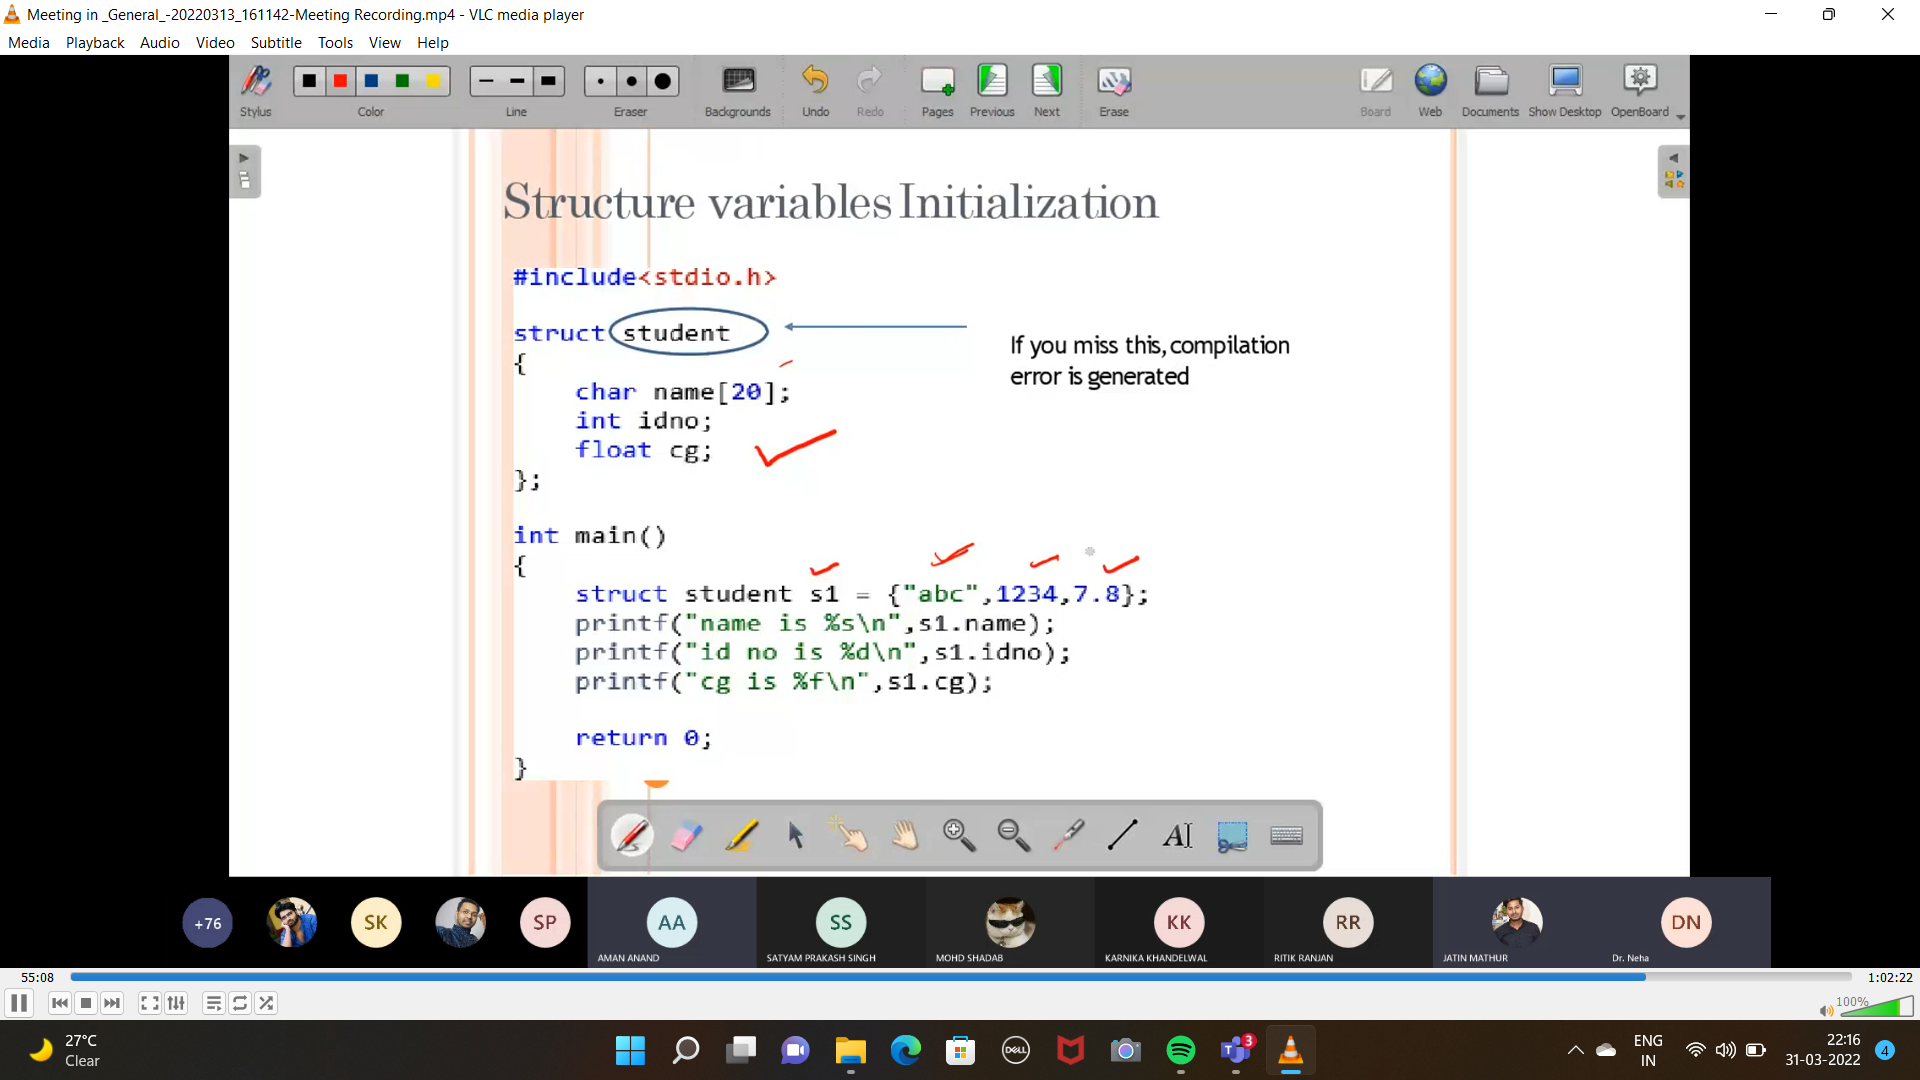 Meeting in _General_-20220313_161142-Meeting Recording.mp4 - VLC media player
Media Playback Audio Video Subtitle Tools View Help
Stylus Color Line Eraser Backgrounds Undo Redo Pages Previous Next Erase Board Web Documents Show Desktop OpenBoard
Structure variables Initialization
#include<stdio.h>
struct student
If you miss this, compilation
error is generated
{
char name[20];
int idno;
float cg;
};
int main()
{
struct student s1 = {"abc",1234,7.8};
printf("name is %s\n",s1.name);
printf("id no is %d\n",s1.idno);
printf("cg is %f\n",s1.cg);
return 0;
}
AI
+76 SK SP AA SS KK RR DN
AMAN ANAND SATYAM PRAKASH SINGH MOHD SHADAB KARNIKA KHANDELWAL RITIK RANJAN JATIN MATHUR Dr. Neha
55:08 1:02:22
100%
27°C
Clear
DELL
3
ENG
IN
22:16
31-03-2022
4